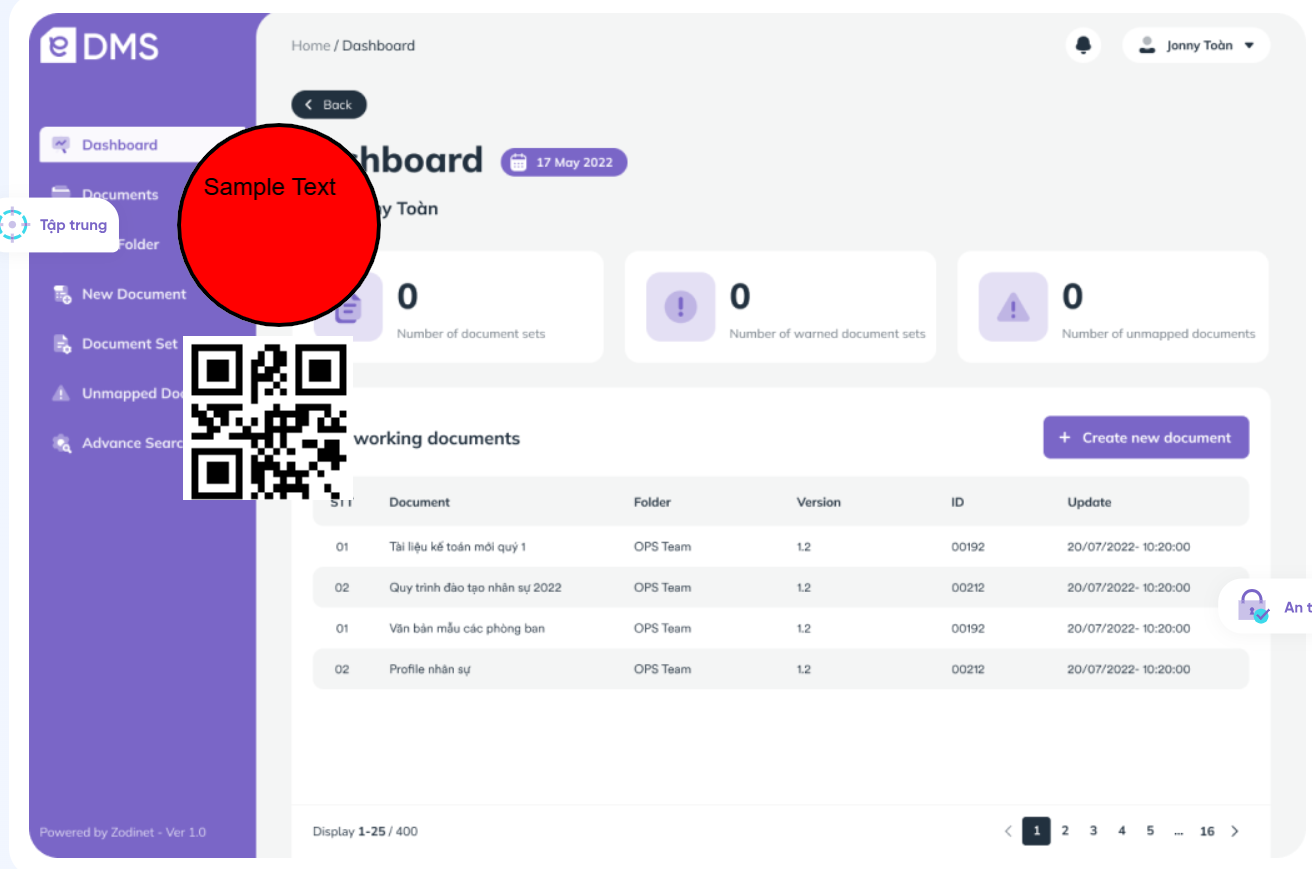 DMS
Home / Dashboard
Jonny Toàn
Back
Dashboard
hboard
17 May 2022
Documents
Sample Text
Tập trung
Folder
Toàn
New Document
0
0
0
Number of document sets
Number of warned document sets
Number of unmapped documents
Document Set
Unmapped
Advance
working documents
+ Create new document
STT Document Folder Version ID Update
01 Tài liệu kế toán mới quý 1 OPS Team 1.2 00192 20/07/2022- 10:20:00
02 Quy trình đào tạo nhân sự 2022 OPS Team 1.2 00212 20/07/2022- 10:20:00
An
01 Văn bản mẫu các phòng ban OPS Team 1.2 00192 20/07/2022- 10:20:00
02 Profile nhân sự OPS Team 1.2 00212 20/07/2022- 10:20:00
Powered by Zodinet - Ver 1.0
Display 1-25 / 400
1 2 3 4 5 ... 16